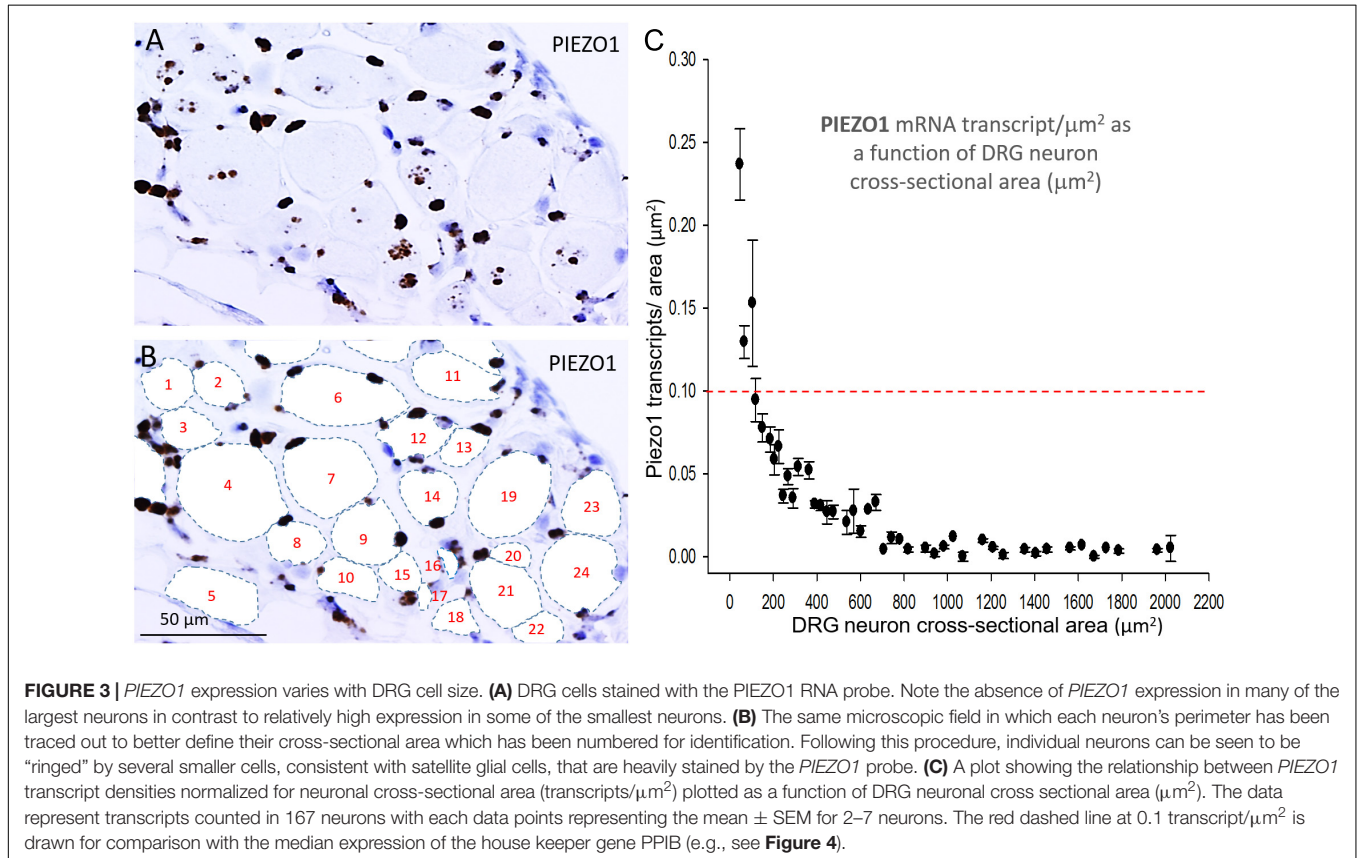 A
PIEZO1
B
PIEZO1
1
2
3
4
5
6
7
8
9
10
11
12
13
14
15
16
17
18
19
20
21
22
23
24
50 μm
C
PIEZO1 mRNA transcript/μm² as
a function of DRG neuron
cross-sectional area (μm²)
Piezo1 transcripts/ area (μm²)
0.30
0.25
0.20
0.15
0.10
0.05
0.00
0 200 400 600 800 1000 1200 1400 1600 1800 2000 2200
DRG neuron cross-sectional area (μm²)
FIGURE 3 | PIEZO1 expression varies with DRG cell size. (A) DRG cells stained with the PIEZO1 RNA probe. Note the absence of PIEZO1 expression in many of the
largest neurons in contrast to relatively high expression in some of the smallest neurons. (B) The same microscopic field in which each neuron's perimeter has been
traced out to better define their cross-sectional area which has been numbered for identification. Following this procedure, individual neurons can be seen to be
"ringed" by several smaller cells, consistent with satellite glial cells, that are heavily stained by the PIEZO1 probe. (C) A plot showing the relationship between PIEZO1
transcript densities normalized for neuronal cross-sectional area (transcripts/μm²) plotted as a function of DRG neuronal cross sectional area (μm²). The data
represent transcripts counted in 167 neurons with each data points representing the mean ± SEM for 2–7 neurons. The red dashed line at 0.1 transcript/μm² is
drawn for comparison with the median expression of the house keeper gene PPIB (e.g., see Figure 4).